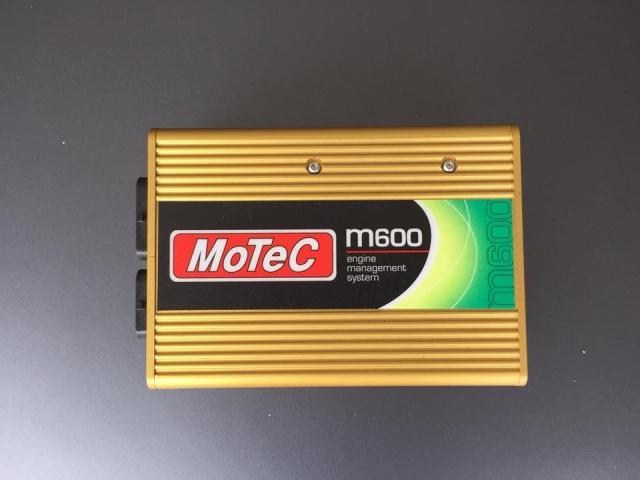 MoTeC
m600
engine
management
system
m600